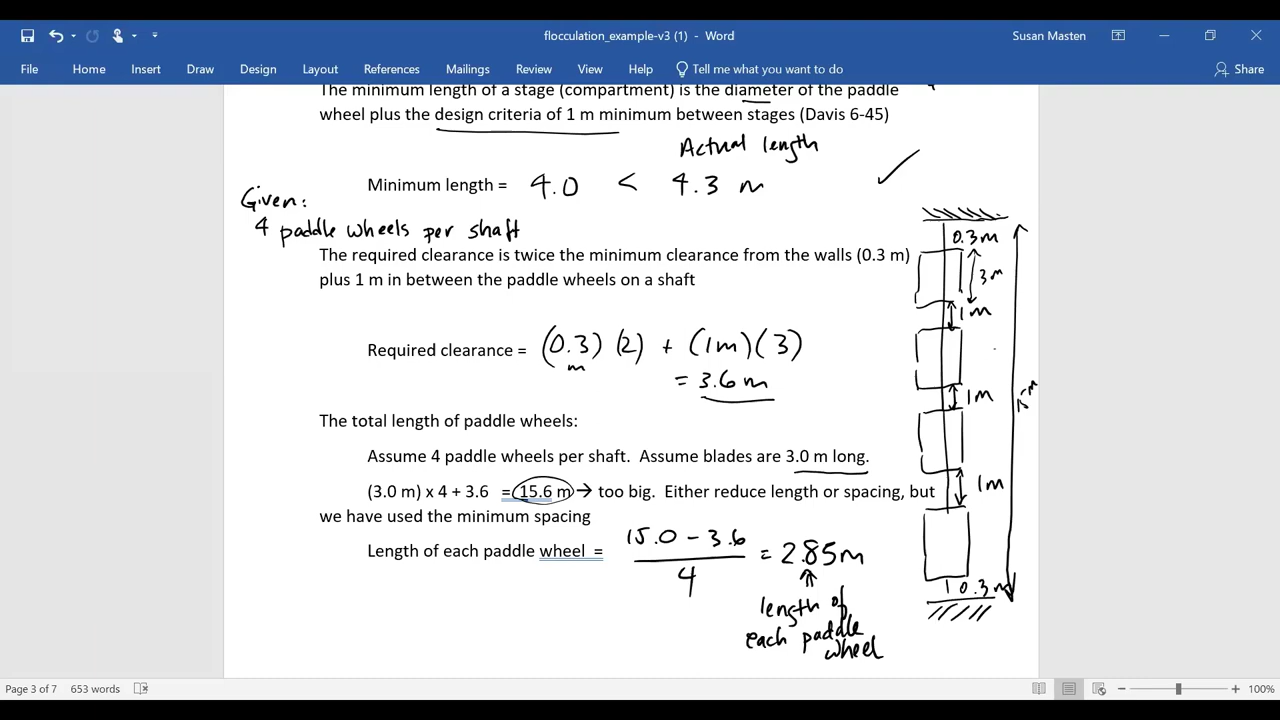 flocculation_example-v3 (1) - Word
Susan Masten
File Home Insert Draw Design Layout References Mailings Review View Help Tell me what you want to do Share
The minimum length of a stage (compartment) is the diameter of the paddle
wheel plus the design criteria of 1 m minimum between stages (Davis 6-45)
Actual length
Minimum length = 4.0 < 4.3 m
Given:
4 paddle wheels per shaft
The required clearance is twice the minimum clearance from the walls (0.3 m)
plus 1 m in between the paddle wheels on a shaft
Required clearance = (0.3) (2) + (1m)(3)
m
= 3.6 m
The total length of paddle wheels:
Assume 4 paddle wheels per shaft. Assume blades are 3.0 m long.
(3.0 m) x 4 + 3.6 = 15.6 m → too big. Either reduce length or spacing, but
we have used the minimum spacing
Length of each paddle wheel = 15.0 - 3.6
4
= 2.85m
↑
length of
each paddle
wheel
0.3m
3m
1m
1m
1m
0.3m
Page 3 of 7 653 words
100%